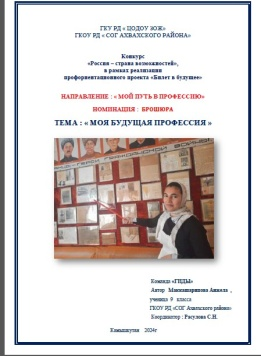 ГКУ РД « ЦОДОУ ЗОЖ»
ГКОУ РД « СОГ АХВАХСКОГО РАЙОНА»
Конкурс
«Россия – страна возможностей»,
в рамках реализации
профориентационного проекта «Билет в будущее»
НАПРАВЛЕНИЕ : « МОЙ ПУТЬ В ПРОФЕССИЮ»
НОМИНАЦИЯ : БРОШЮРА
ТЕМА : « МОЯ БУДУЩАЯ ПРОФЕССИЯ »
Команда «ГИДЫ»
Автор
ученица 9 класса
ГКОУ РД «СОГ Ахвахского района»
Координатор : Расулова С.Н.
Камышкутан 2024г